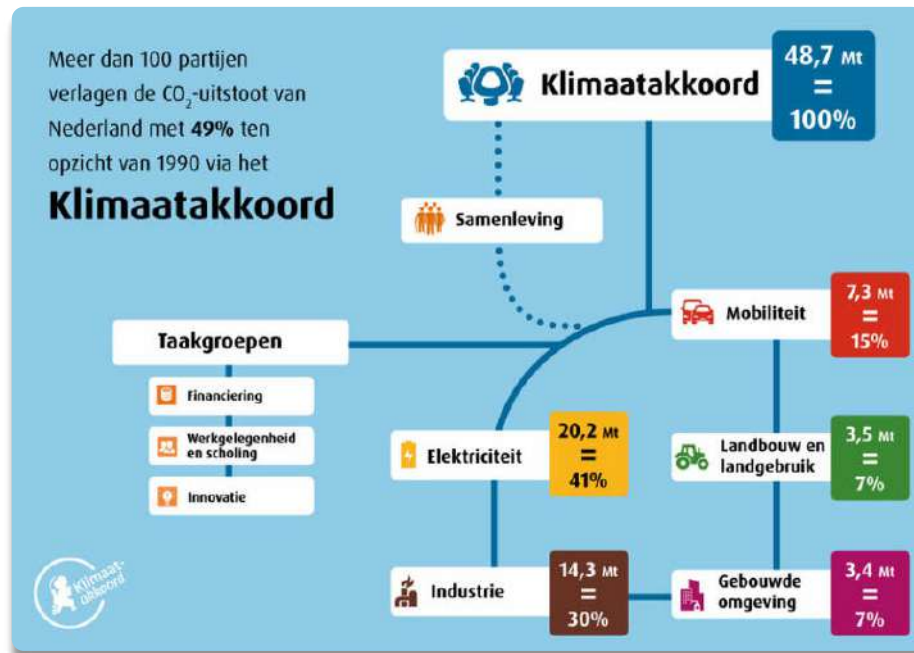 Meer dan 100 partijen
verlagen de CO₂-uitstoot van
Nederland met 49% ten
opzicht van 1990 via het
Klimaatakkoord
Klimaatakkoord
48,7 Mt
=
100%
Samenleving
Mobiliteit
7,3 Mt
=
15%
Taakgroepen
Financiering
Werkgelegenheid
en scholing
Innovatie
Elektriciteit
20,2 Mt
=
41%
Landbouw en
landgebruik
3,5 Mt
=
7%
Industrie
14,3 Mt
=
30%
Gebouwde
omgeving
3,4 Mt
=
7%
Klimaat-
akkoord